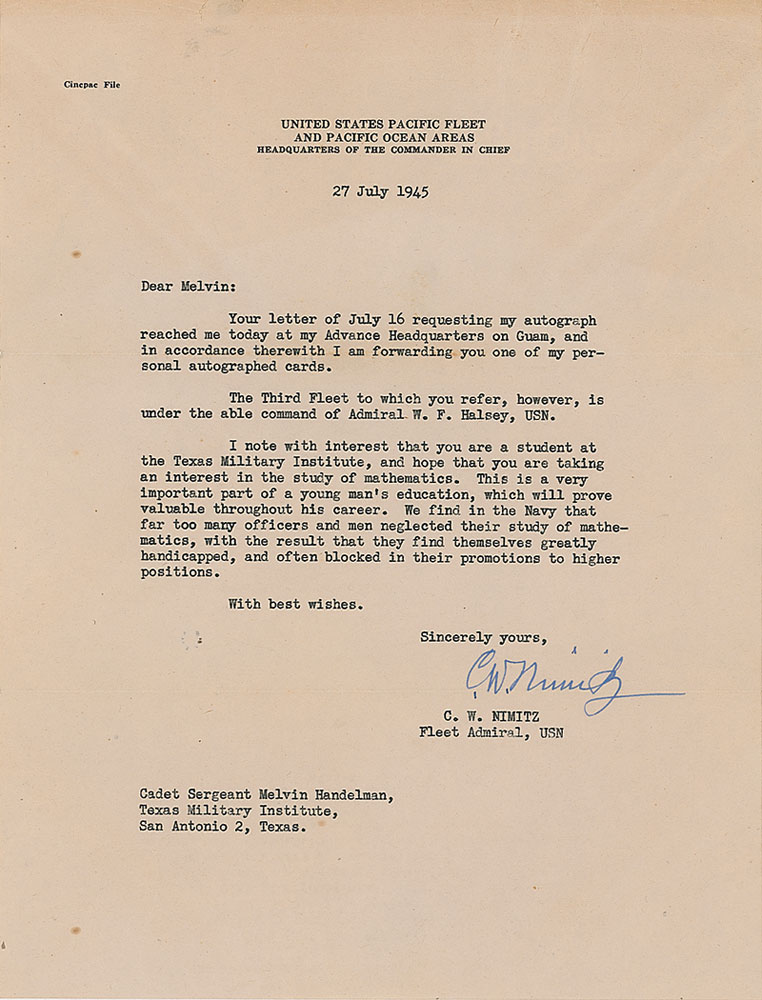 Cincpac File
UNITED STATES PACIFIC FLEET
AND PACIFIC OCEAN AREAS
HEADQUARTERS OF THE COMMANDER IN CHIEF
27 July 1945
Dear Melvin:
Your letter of July 16 requesting my autograph
reached me today at my Advance Headquarters on Guam, and
in accordance therewith I am forwarding you one of my per-
sonal autographed cards.
The Third Fleet to which you refer, however, is
under the able command of Admiral W. F. Halsey, USN.
I note with interest that you are a student at
the Texas Military Institute, and hope that you are taking
an interest in the study of mathematics. This is a very
important part of a young man's education, which will prove
valuable throughout his career. We find in the Navy that
far too many officers and men neglected their study of mathe-
matics, with the result that they find themselves greatly
handicapped, and often blocked in their promotions to higher
positions.
With best wishes.
Sincerely yours,
C.W. Nimitz
C. W. NIMITZ
Fleet Admiral, USN
Cadet Sergeant Melvin Handelman,
Texas Military Institute,
San Antonio 2, Texas.